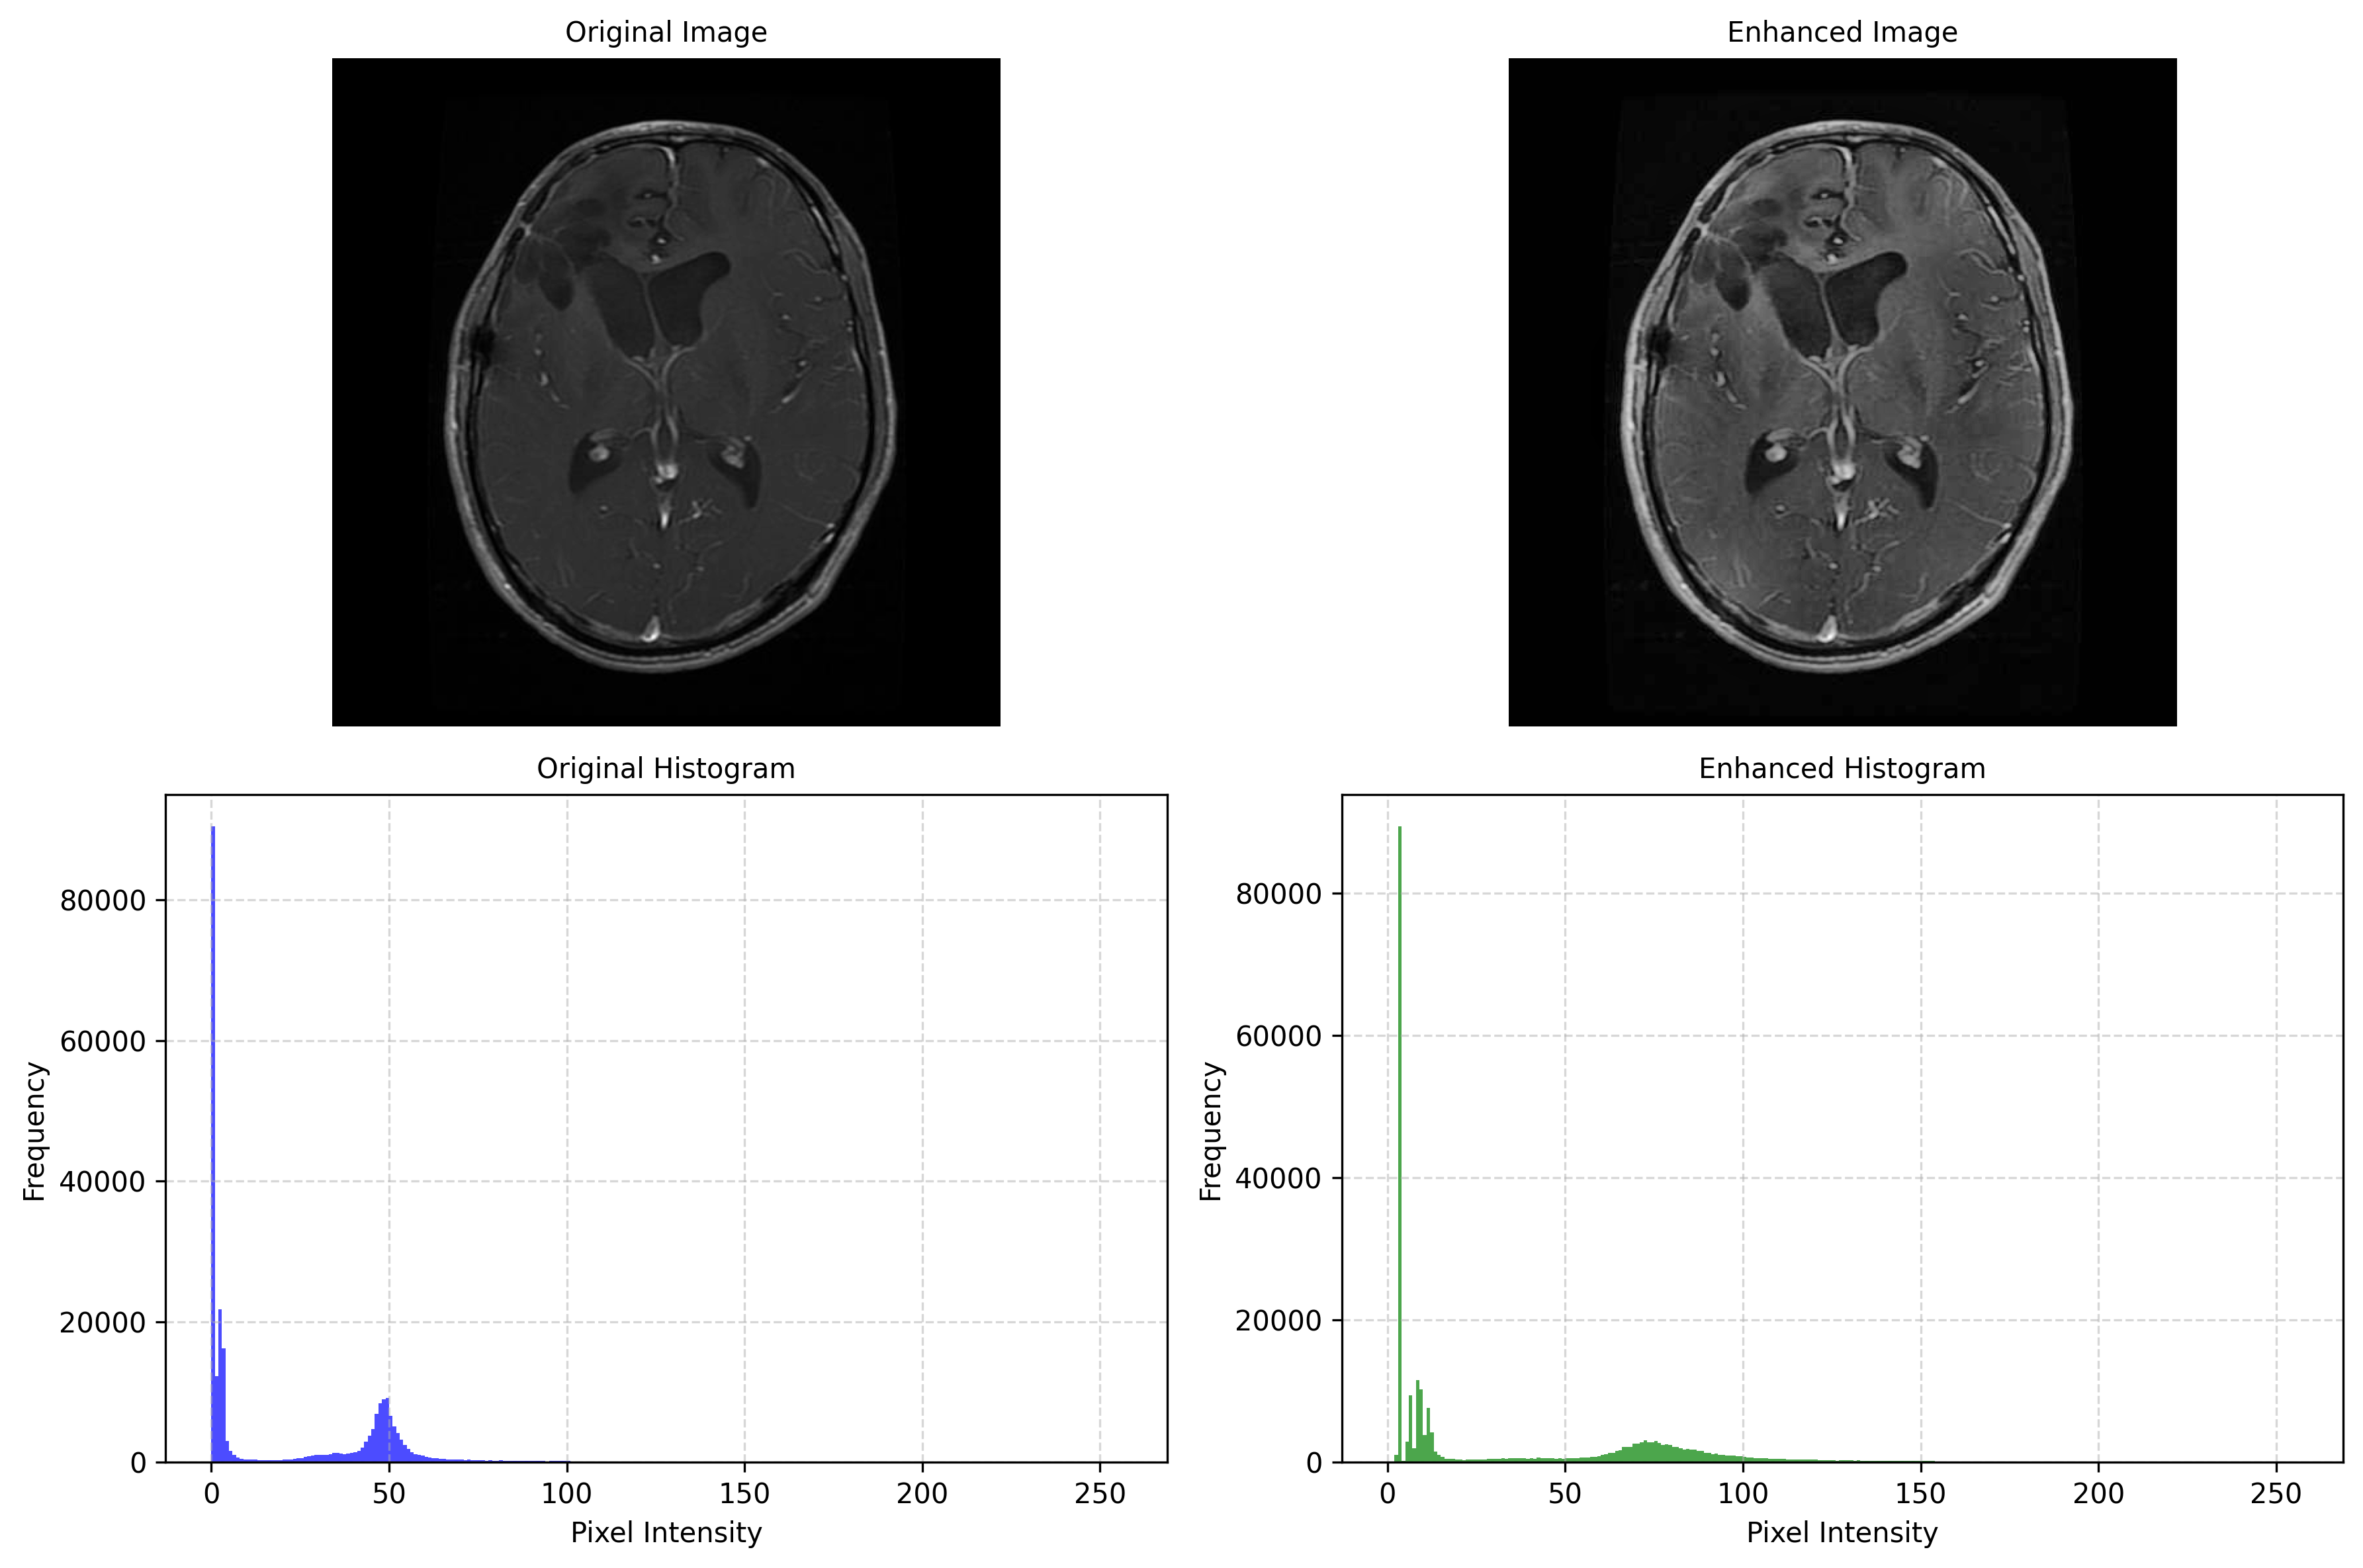 Original Image
Enhanced Image
Original Histogram
Enhanced Histogram
Frequency
80000
60000
40000
20000
0
0 50 100 150 200 250
Pixel Intensity
Frequency
80000
60000
40000
20000
0
0 50 100 150 200 250
Pixel Intensity